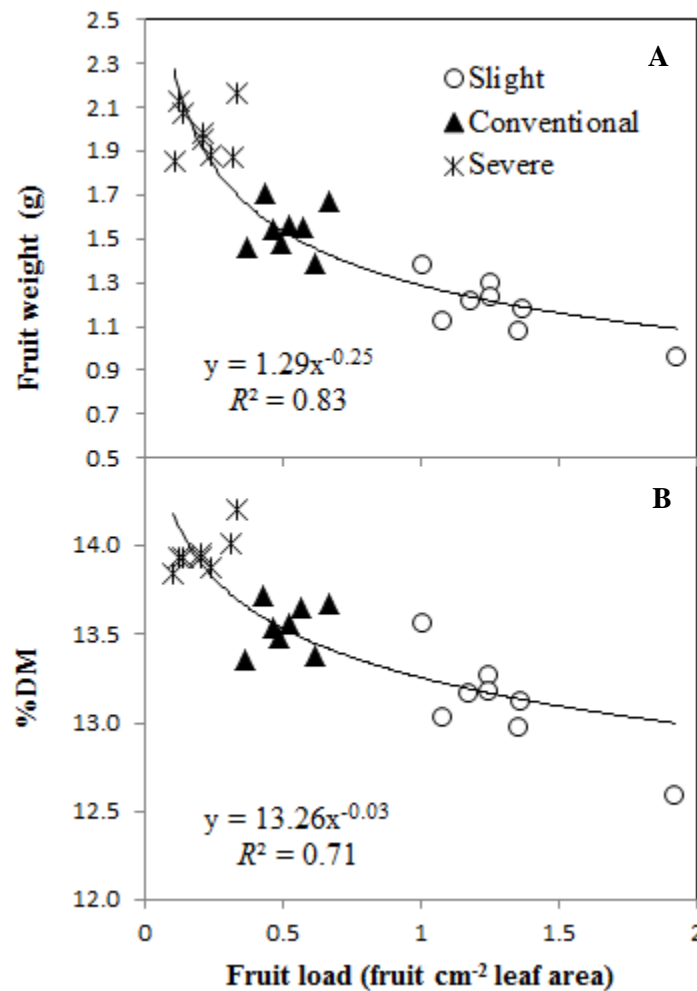 2.5
A
2.3
Slight
2.1
Conventional
1.9
Severe
1.7
1.5
1.3
1.1
0.9
0.7
0.5
Fruit weight (g)
y = 1.29x⁻⁰·²⁵
R² = 0.83
B
14.0
13.5
13.0
12.5
12.0
%DM
y = 13.26x⁻⁰·⁰³
R² = 0.71
0 0.5 1 1.5 2
Fruit load (fruit cm⁻² leaf area)